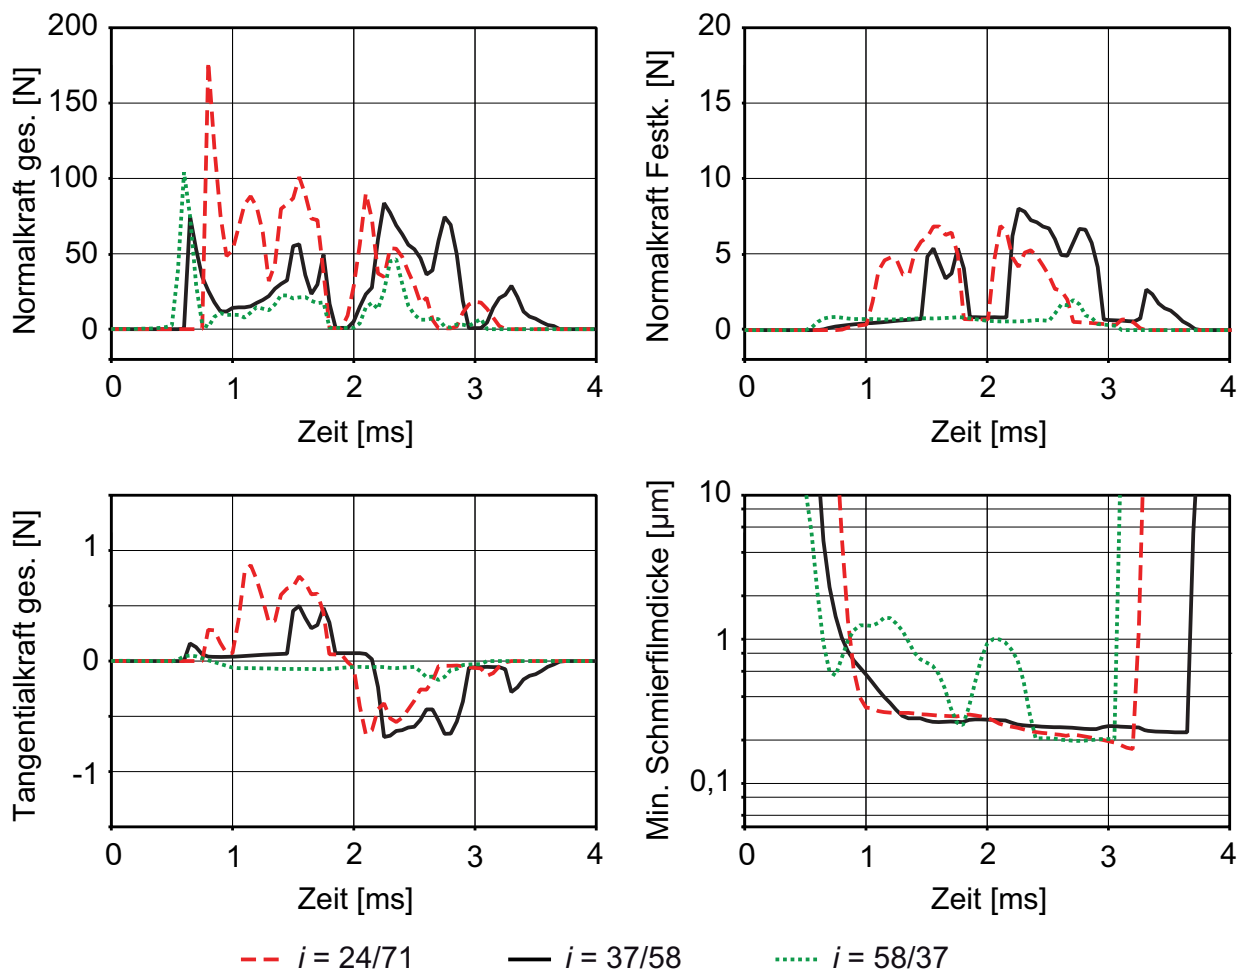 Normalkraft ges. [N]
200
150
100
50
0
0 1 2 3 4
Zeit [ms]
Normalkraft Festk. [N]
20
15
10
5
0
0 1 2 3 4
Zeit [ms]
Tangentialkraft ges. [N]
1
0
-1
0 1 2 3 4
Zeit [ms]
Min. Schmierfilmdicke [µm]
10
1
0,1
0 1 2 3 4
Zeit [ms]
i = 24/71 i = 37/58 i = 58/37